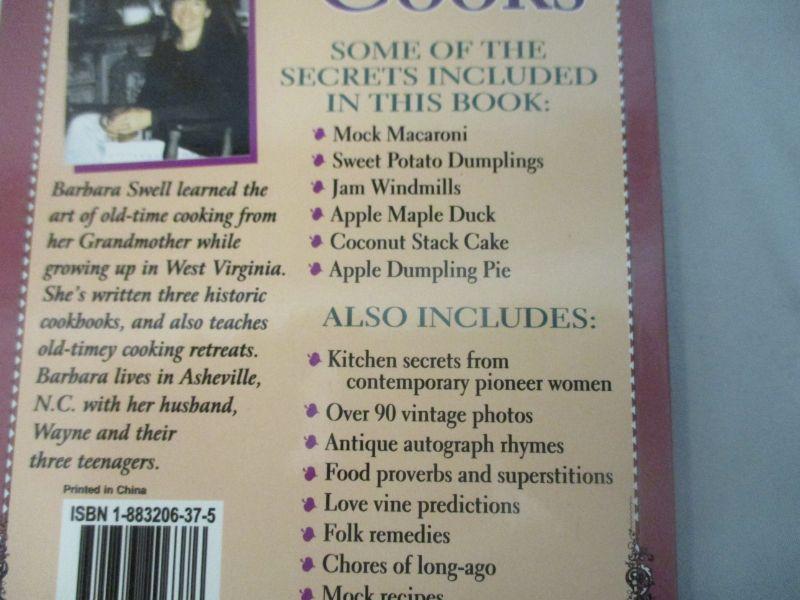 COOKS
SOME OF THE
SECRETS INCLUDED
IN THIS BOOK:
Mock Macaroni
Sweet Potato Dumplings
Jam Windmills
Apple Maple Duck
Coconut Stack Cake
Apple Dumpling Pie
ALSO INCLUDES:
Kitchen secrets from
contemporary pioneer women
Over 90 vintage photos
Antique autograph rhymes
Food proverbs and superstitions
Love vine predictions
Folk remedies
Chores of long-ago
Mock recipes
Barbara Swell learned the
art of old-time cooking from
her Grandmother while
growing up in West Virginia.
She's written three historic
cookbooks, and also teaches
old-timey cooking retreats.
Barbara lives in Asheville,
N.C. with her husband,
Wayne and their
three teenagers.
Printed in China
ISBN 1-883206-37-5